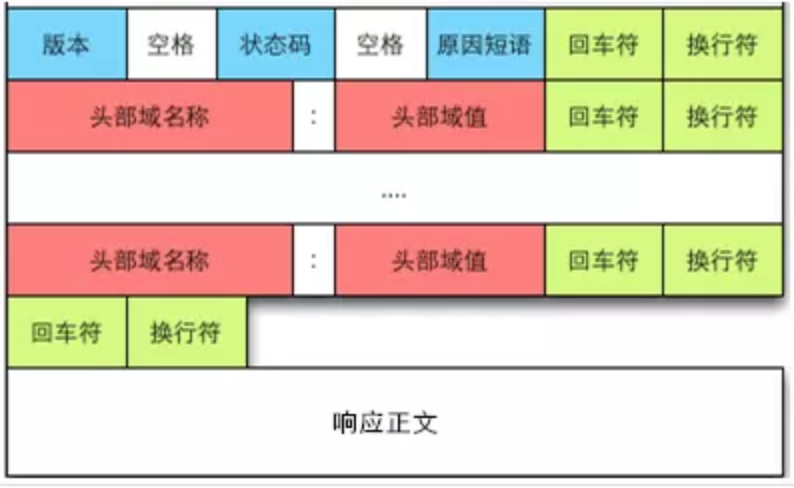 版本 空格 状态码 空格 原因短语 回车符 换行符
头部域名称 : 头部域值 回车符 换行符
....
头部域名称 : 头部域值 回车符 换行符
回车符 换行符
响应正文